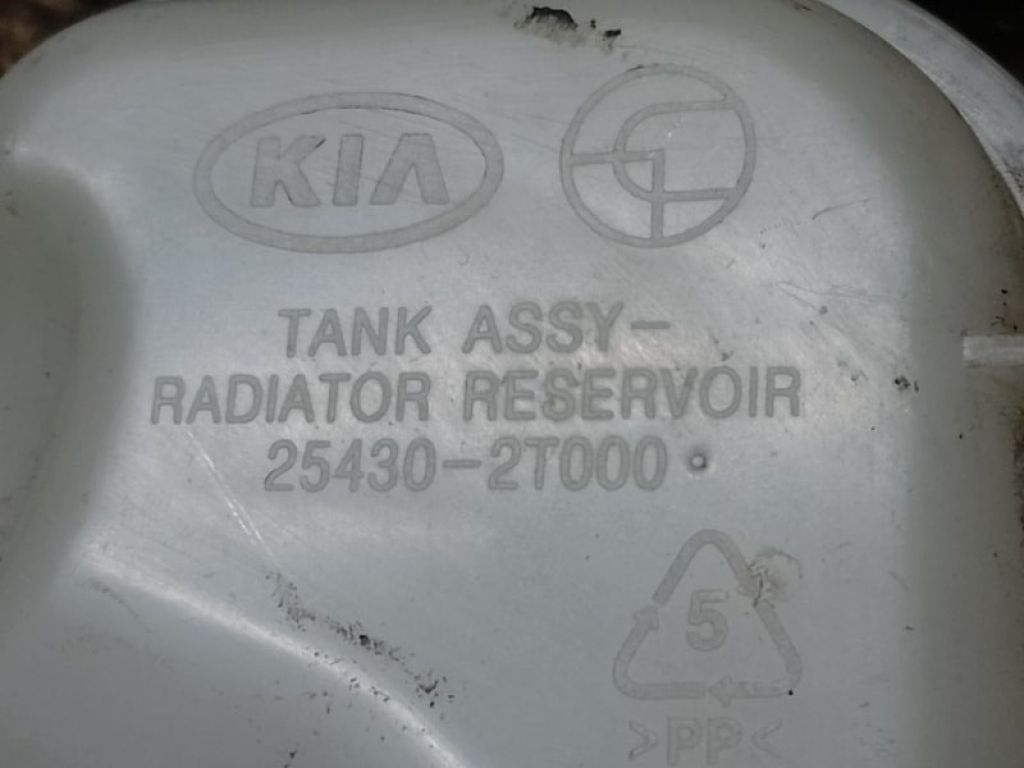 KIA
TANK ASSY-
RADIATOR RESERVOIR
25430-2T000
5
>PP<